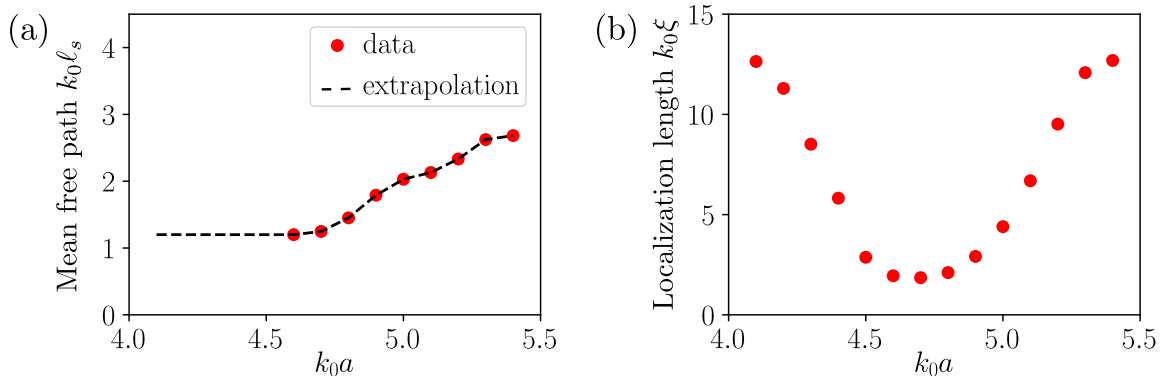 (a)
Mean free path k₀ℓₛ
4
3
2
1
0
data
extrapolation
4.0
4.5
5.0
5.5
k₀a
(b)
Localization length k₀ξ
15
10
5
0
4.0
4.5
5.0
5.5
k₀a